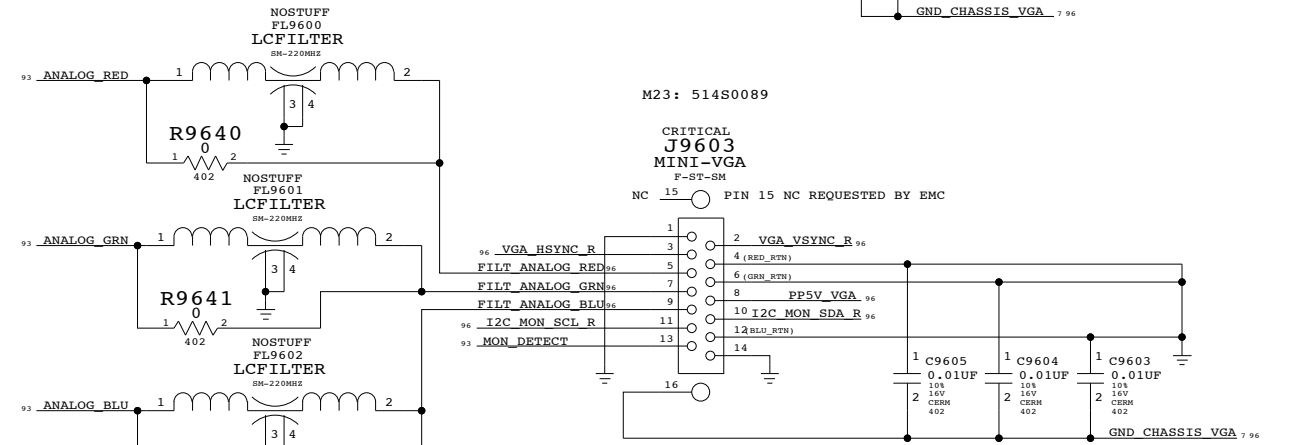 NOSTUFF
FL9600
LCFILTER
SM-220MHZ
93 ANALOG_RED 1 2
3 4
R9640
0
1 2
402
NOSTUFF
FL9601
LCFILTER
SM-220MHZ
93 ANALOG_GRN 1 2
3 4
R9641
0
1 2
402
NOSTUFF
FL9602
LCFILTER
SM-220MHZ
93 ANALOG_BLU 1 2
3 4
GND_CHASSIS_VGA 7 96
M23: 514S0089
CRITICAL
J9603
MINI-VGA
F-ST-SM
NC 15 PIN 15 NC REQUESTED BY EMC
1
2 VGA_VSYNC_R 96
96 VGA_HSYNC_R 3
4 (RED_RTN)
FILT_ANALOG_RED 96 5
6 (GRN_RTN)
FILT_ANALOG_GRN 96 7
8 PP5V_VGA 96
FILT_ANALOG_BLU 96 9
10 I2C_MON_SDA_R 96
96 I2C_MON_SCL_R 11
12 (BLU_RTN)
93 MON_DETECT 13
14
16
1 C9605
0.01UF
10%
16V
2 CERM
402
1 C9604
0.01UF
10%
16V
2 CERM
402
1 C9603
0.01UF
10%
16V
2 CERM
402
GND_CHASSIS_VGA 7 96